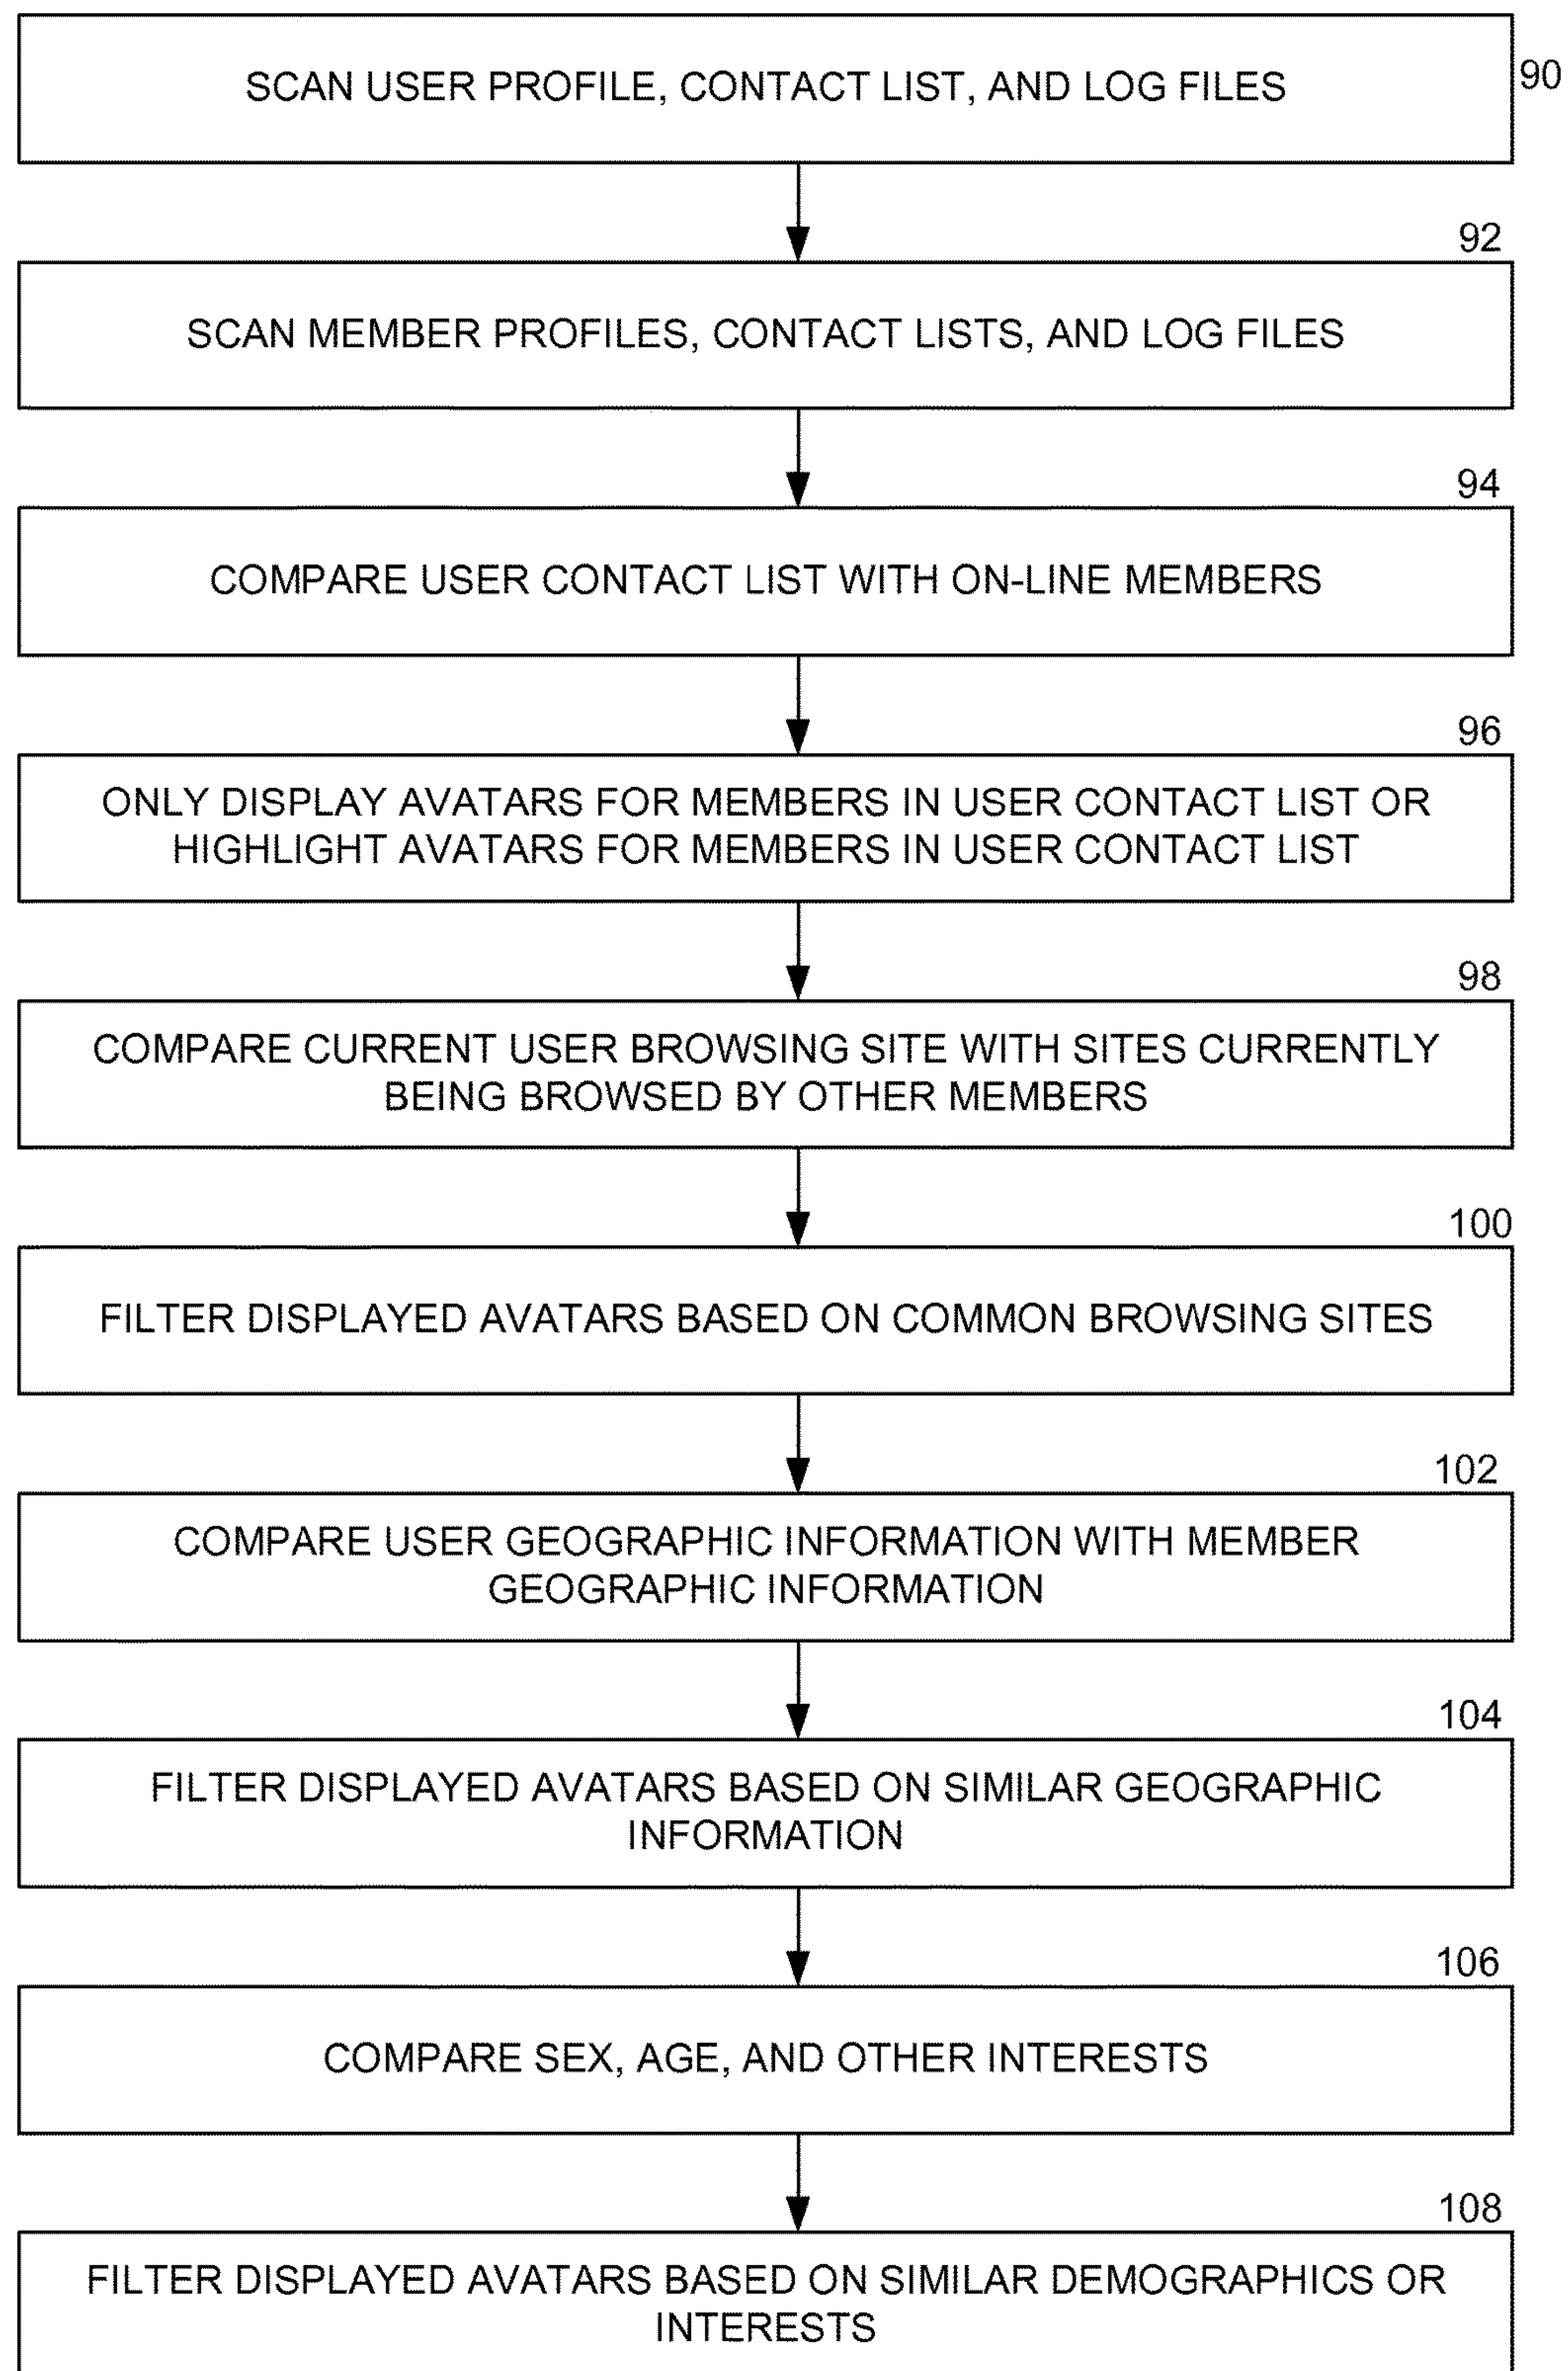 SCAN USER PROFILE, CONTACT LIST, AND LOG FILES
90
92
SCAN MEMBER PROFILES, CONTACT LISTS, AND LOG FILES
94
COMPARE USER CONTACT LIST WITH ON-LINE MEMBERS
96
ONLY DISPLAY AVATARS FOR MEMBERS IN USER CONTACT LIST OR
HIGHLIGHT AVATARS FOR MEMBERS IN USER CONTACT LIST
98
COMPARE CURRENT USER BROWSING SITE WITH SITES CURRENTLY
BEING BROWSED BY OTHER MEMBERS
100
FILTER DISPLAYED AVATARS BASED ON COMMON BROWSING SITES
102
COMPARE USER GEOGRAPHIC INFORMATION WITH MEMBER
GEOGRAPHIC INFORMATION
104
FILTER DISPLAYED AVATARS BASED ON SIMILAR GEOGRAPHIC
INFORMATION
106
COMPARE SEX, AGE, AND OTHER INTERESTS
108
FILTER DISPLAYED AVATARS BASED ON SIMILAR DEMOGRAPHICS OR
INTERESTS